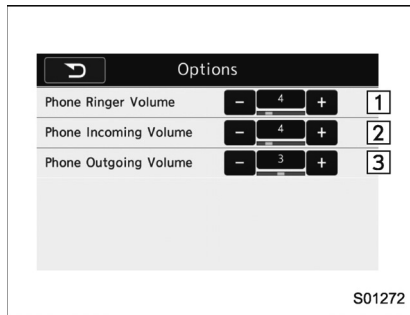 Options
Phone Ringer Volume - 4 + 1
Phone Incoming Volume - 4 + 2
Phone Outgoing Volume - 3 + 3
S01272